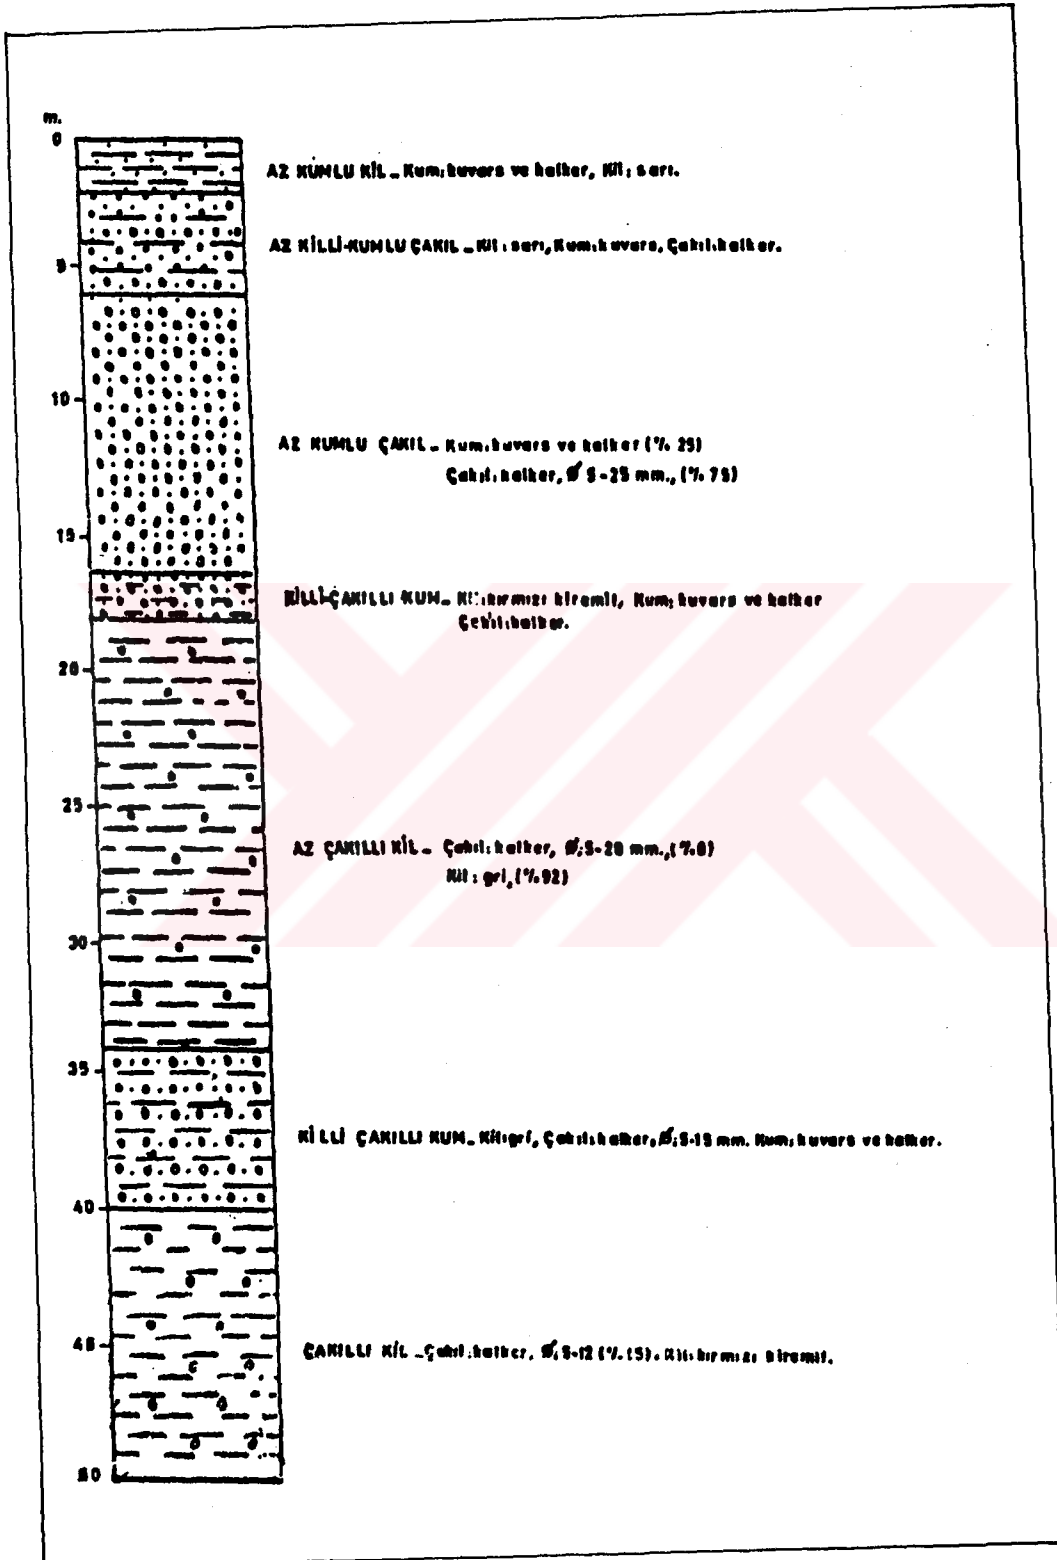 m.
0
AZ KUMLU KİL _ Kum: kuvars ve kalker, Kil: sarı.
AZ KİLLİ-KUMLU ÇAKIL _ Kil: sarı, Kum: kuvars, Çakıl: kalker.
5
10
AZ KUMLU ÇAKIL _ Kum: kuvars ve kalker (% 25)
Çakıl: kalker, Ø 5-25 mm., (% 75)
15
KİLLİ-ÇAKILLI KUM _ Kil: kırmızı kiremit, Kum: kuvars ve kalker
Çakıl: kalker.
20
25
AZ ÇAKILLI KİL _ Çakıl: kalker, Ø: 5-20 mm., (% 8)
Kil: gri, (% 92)
30
35
KİLLİ ÇAKILLI KUM _ Kil: gri, Çakıl: kalker, Ø: 5-15 mm. Kum: kuvars ve kalker.
40
45
ÇAKILLI KİL _ Çakıl: kalker, Ø: 5-12 (% 15). Kil: kırmızı kiremit.
50